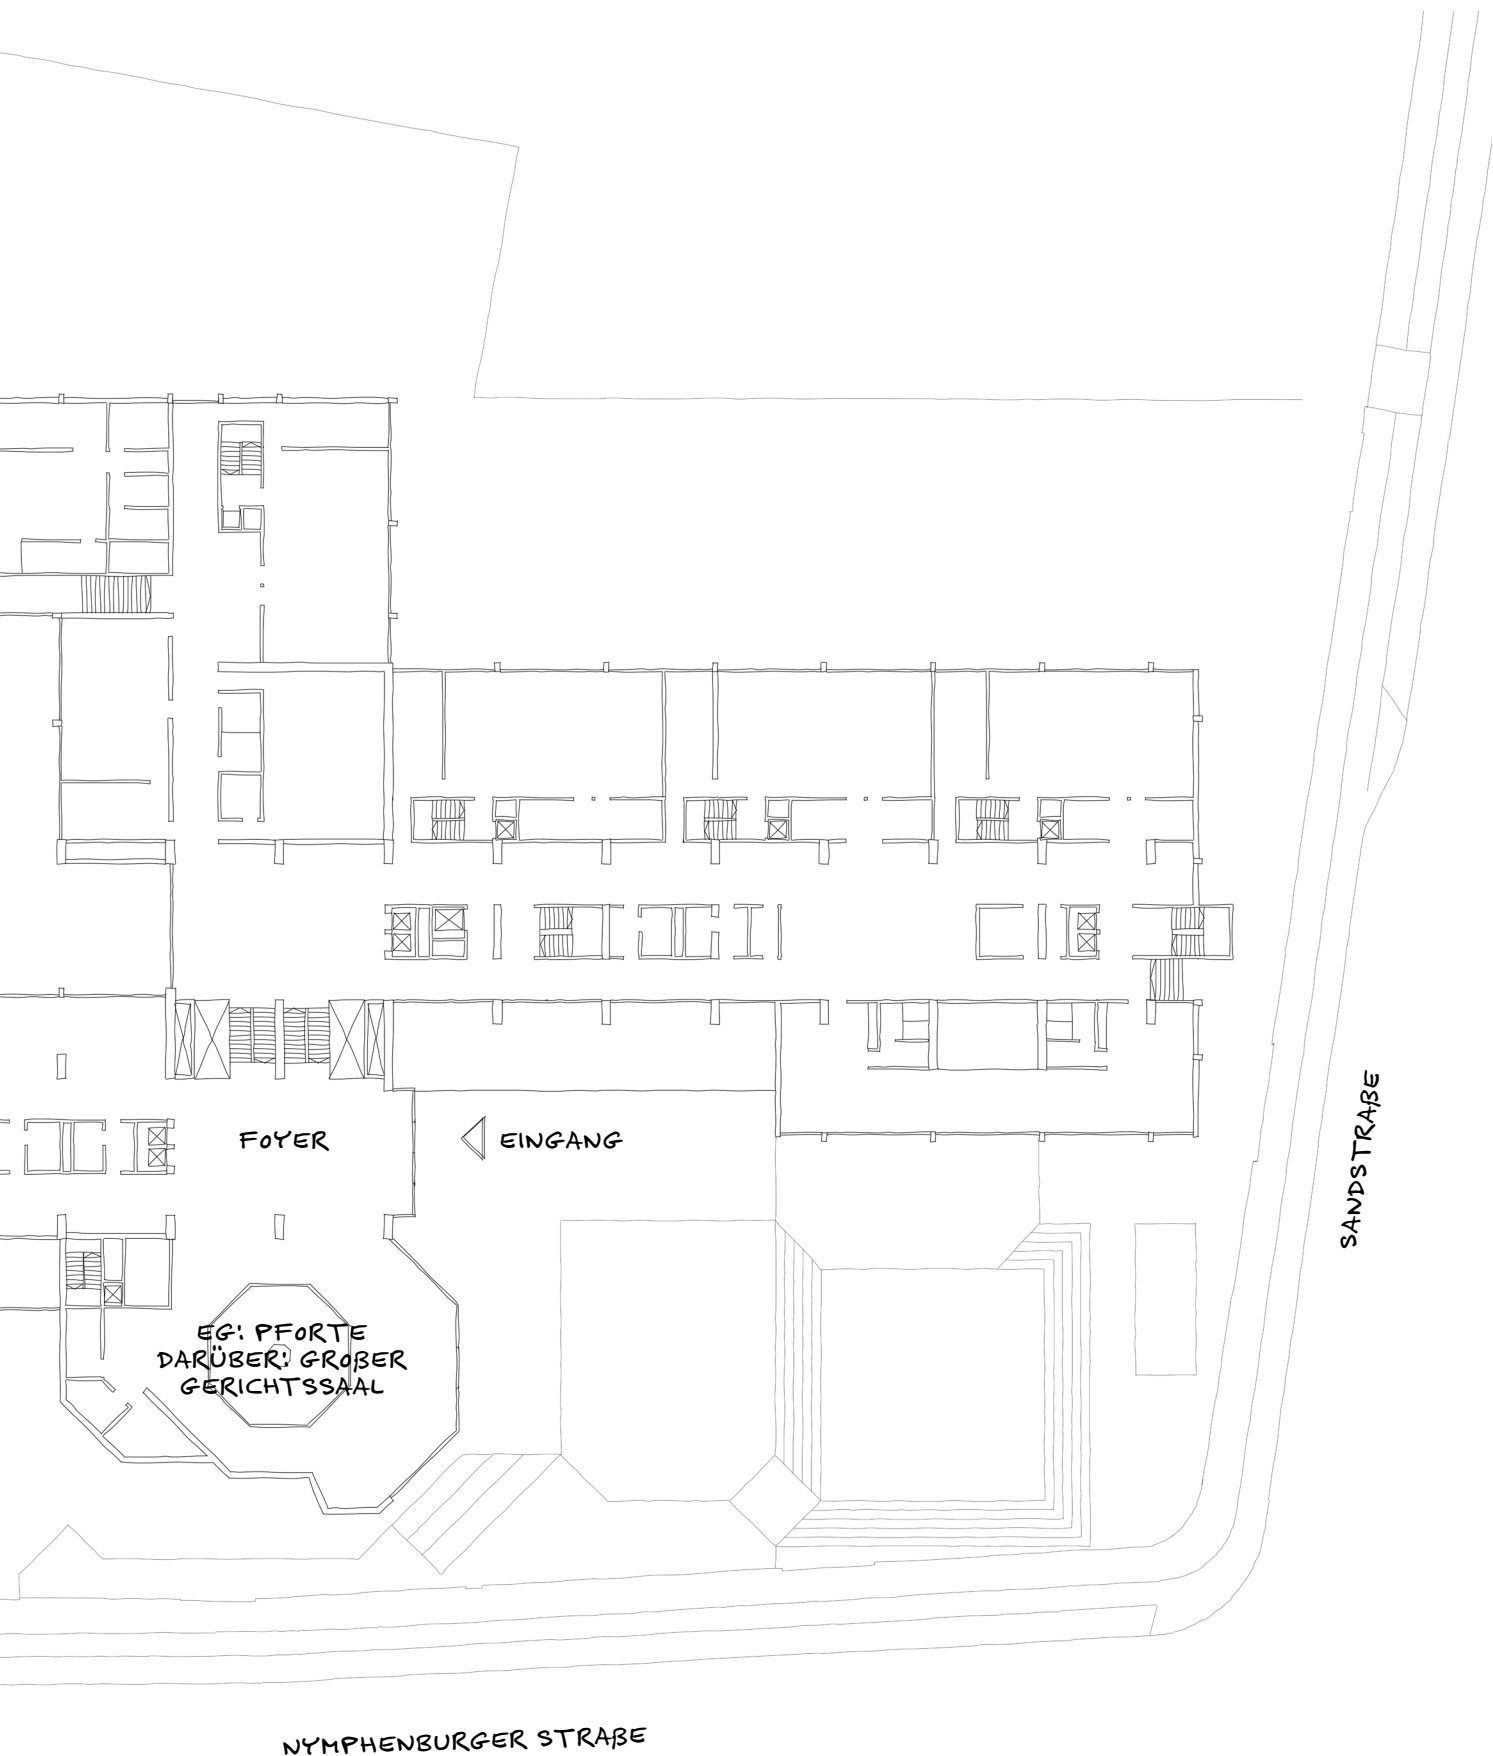 FOYER
EINGANG
EG: PFORTE
DARÜBER: GROßER
GERICHTSSAAL
SANDSTRAßE
NYMPHENBURGER STRAßE